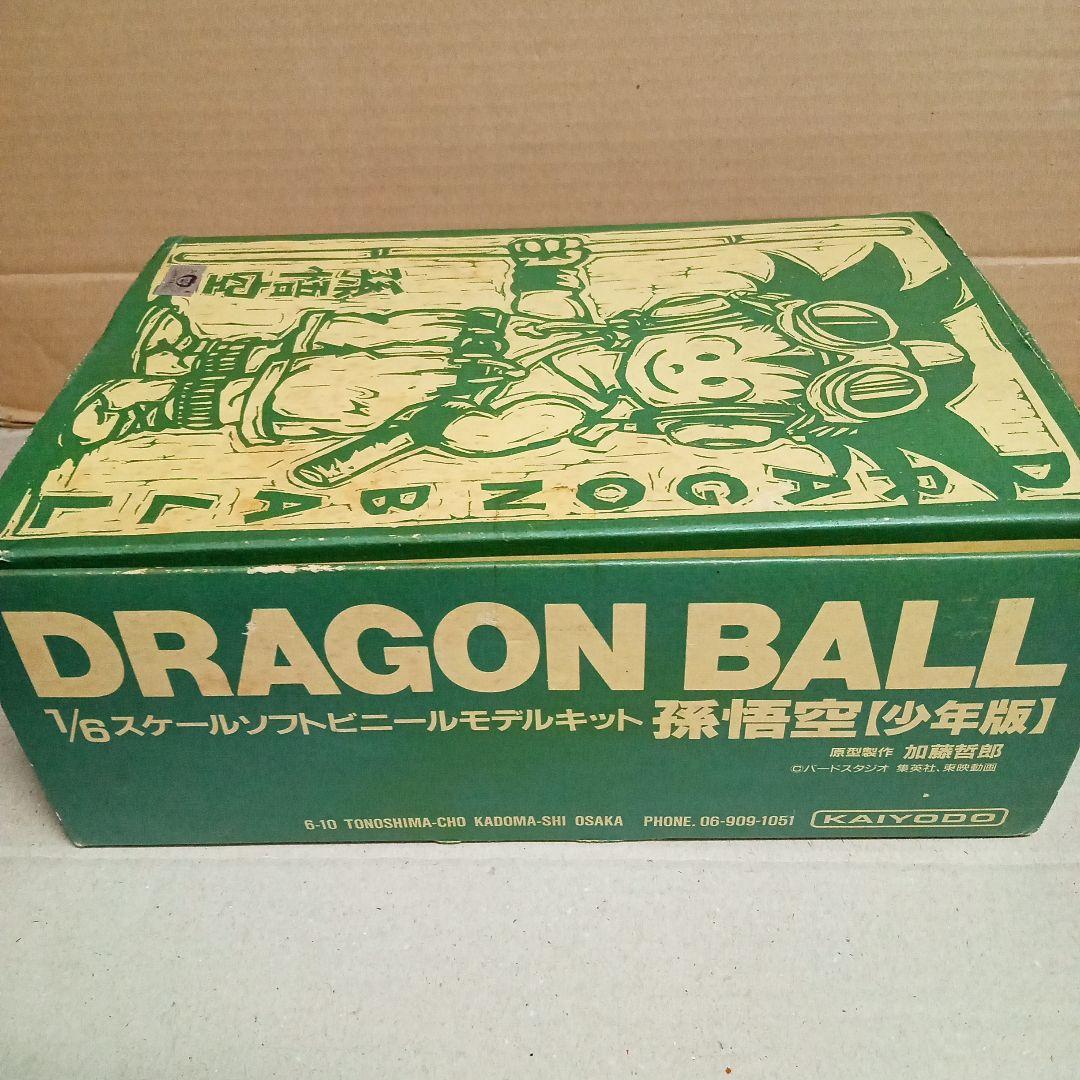 孫悟空
DRAGON BALL
DRAGON BALL
1/6スケールソフトビニールモデルキット 孫悟空【少年版】
原型製作 加藤哲郎
©バードスタジオ 集英社、東映動画
6-10 TONOSHIMA-CHO KADOMA-SHI OSAKA PHONE. 06-909-1051 KAIYODO